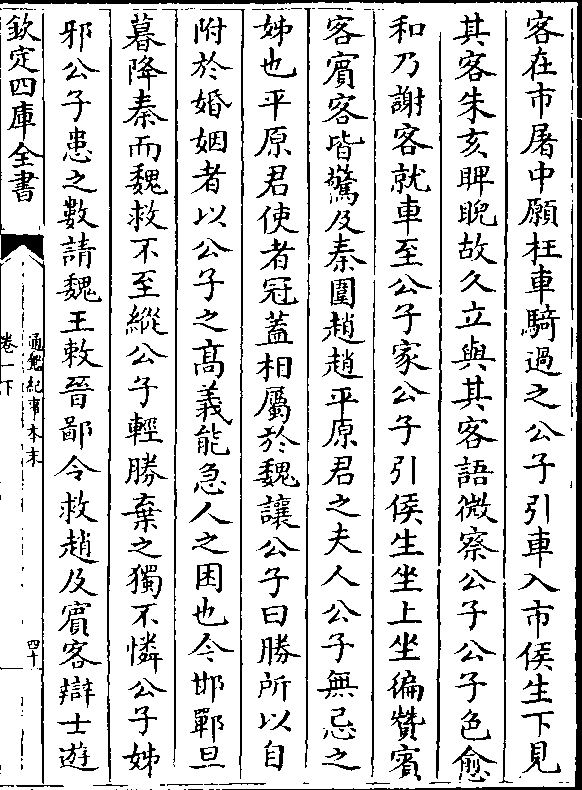 客在市屠中願枉車騎過之公子引車入市侯生下見
其客朱亥睥睨故久立與其客語微察公子公子色愈
和乃謝客就車至公子家公子引侯生坐上坐徧贊賓
客賓客皆驚及秦圍趙趙平原君之夫人公子無忌之
姊也平原君使者冠蓋相屬於魏讓公子曰勝所以自
附於婚姻者以公子之髙義能急人之困也今邯鄲旦
暮降秦而魏救不至縱公子輕勝棄之獨不憐公子姊
邪公子患之數請魏王敕晉鄙令救趙及賓客辯士遊
欽定四庫全書
通鑑紀事本末
卷一下
四十